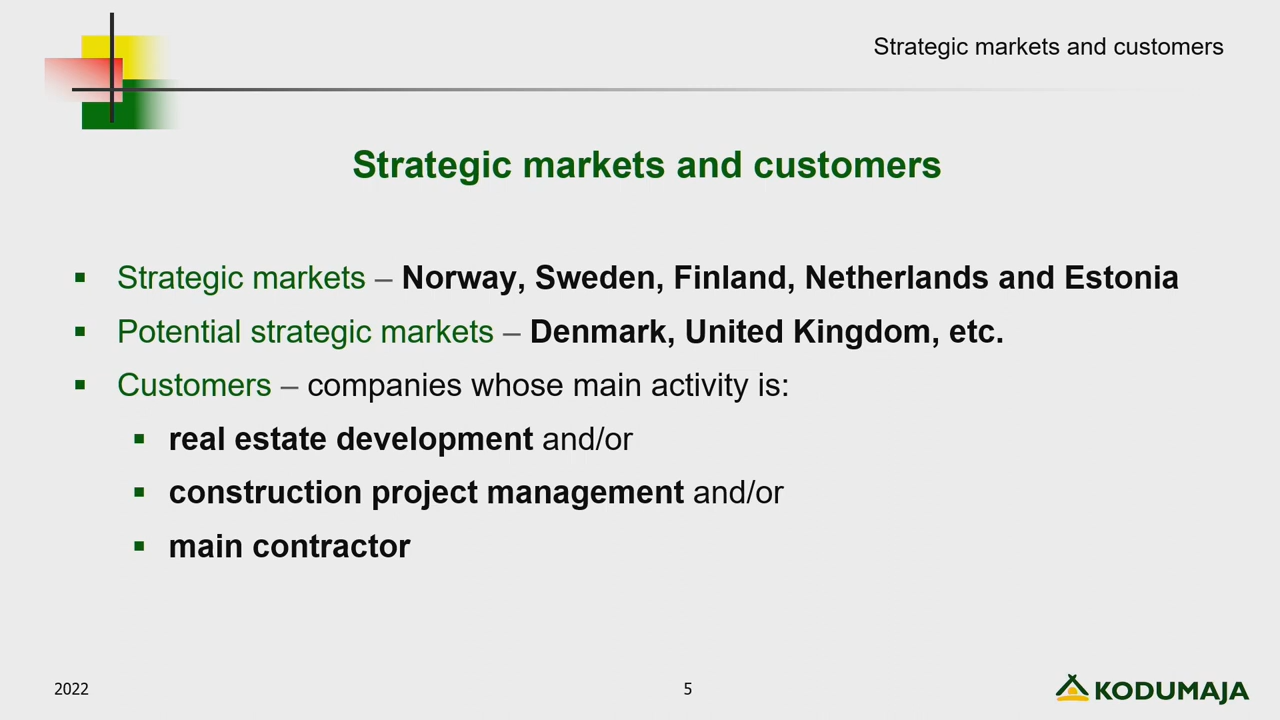 Strategic markets and customers
Strategic markets and customers
▪ Strategic markets – Norway, Sweden, Finland, Netherlands and Estonia
▪ Potential strategic markets – Denmark, United Kingdom, etc.
▪ Customers – companies whose main activity is:
▪ real estate development and/or
▪ construction project management and/or
▪ main contractor
2022
5
KODUMAJA